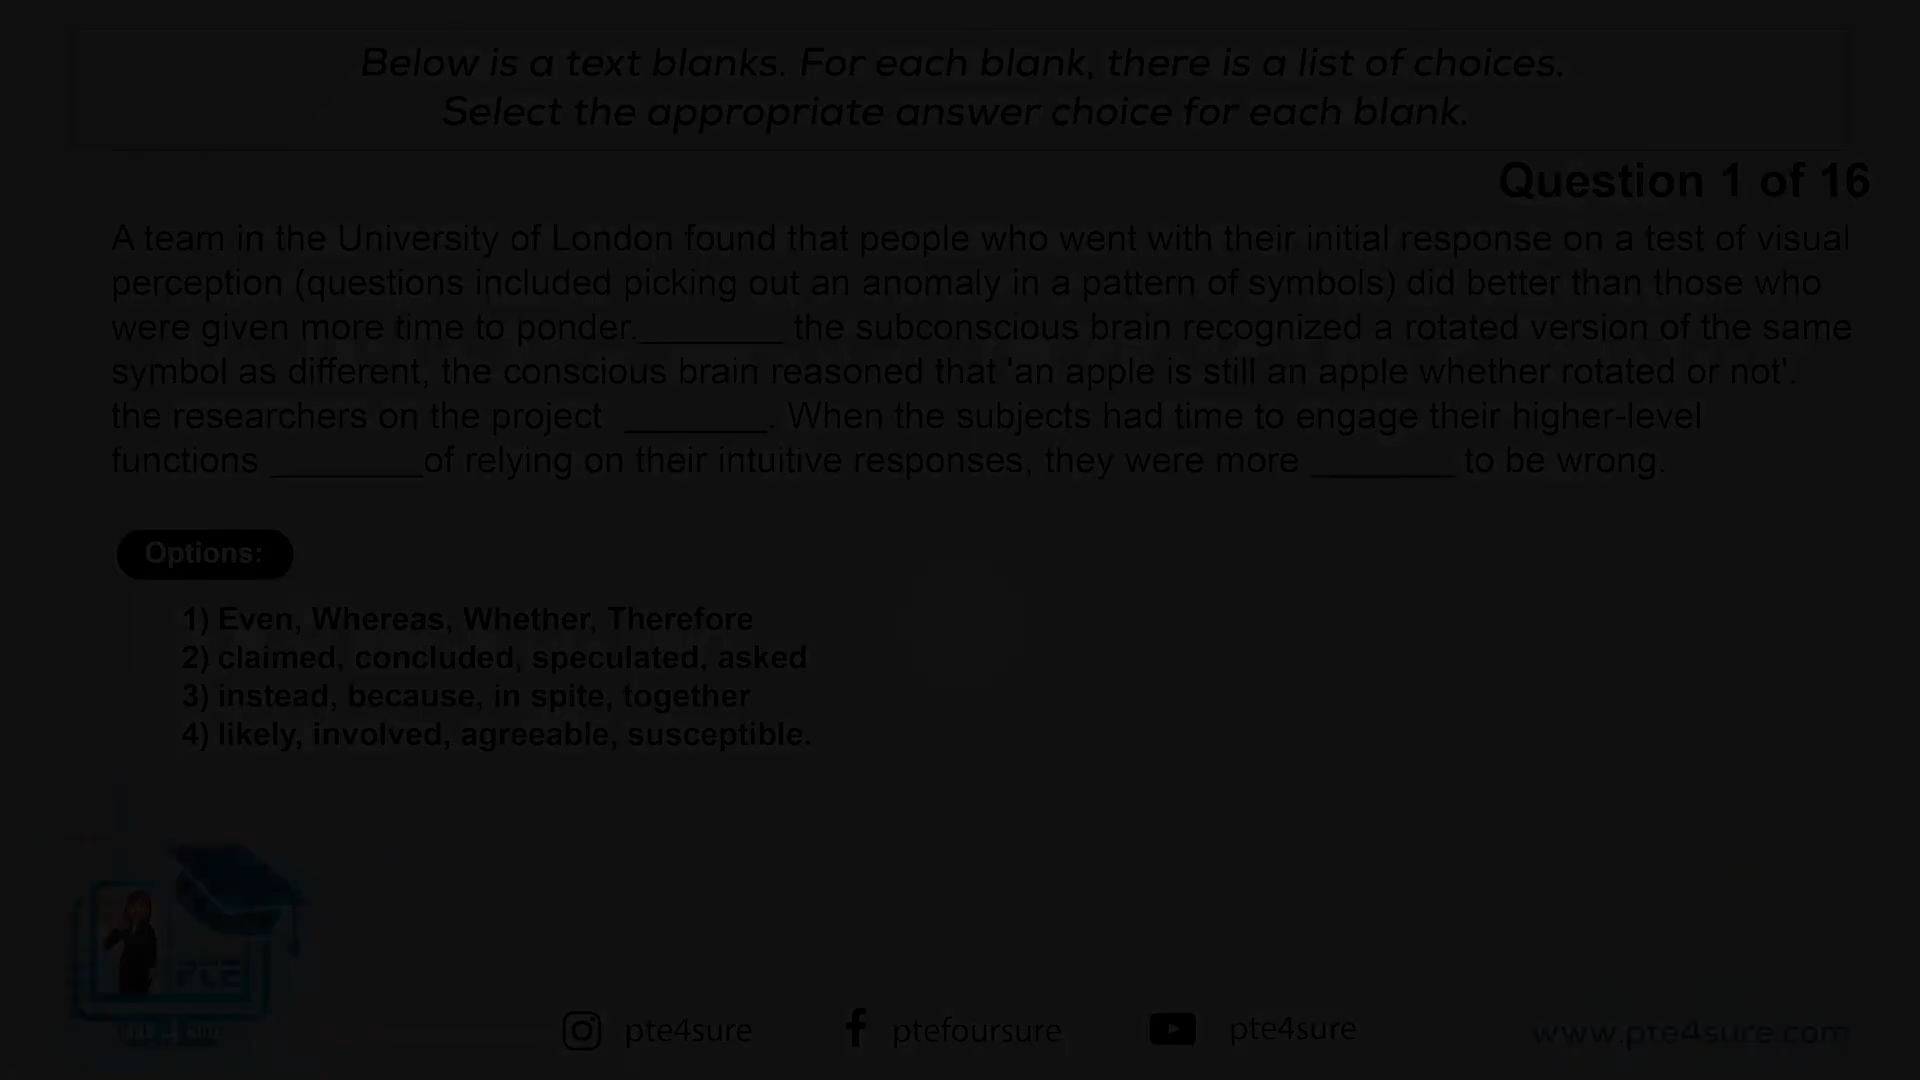 Below is a text blanks. For each blank, there is a list of choices.
Select the appropriate answer choice for each blank.
Question 1 of 16
A team in the University of London found that people who went with their initial response on a test of visual
perception (questions included picking out an anomaly in a pattern of symbols) did better than those who
were given more time to ponder.________ the subconscious brain recognized a rotated version of the same
symbol as different, the conscious brain reasoned that 'an apple is still an apple whether rotated or not'.
the researchers on the project ________. When the subjects had time to engage their higher-level
functions ________of relying on their intuitive responses, they were more ________ to be wrong.
Options:
1) Even, Whereas, Whether, Therefore
2) claimed, concluded, speculated, asked
3) instead, because, in spite, together
4) likely, involved, agreeable, susceptible.
PTE
pte4sure
ptefoursure
pte4sure
www.pte4sure.com